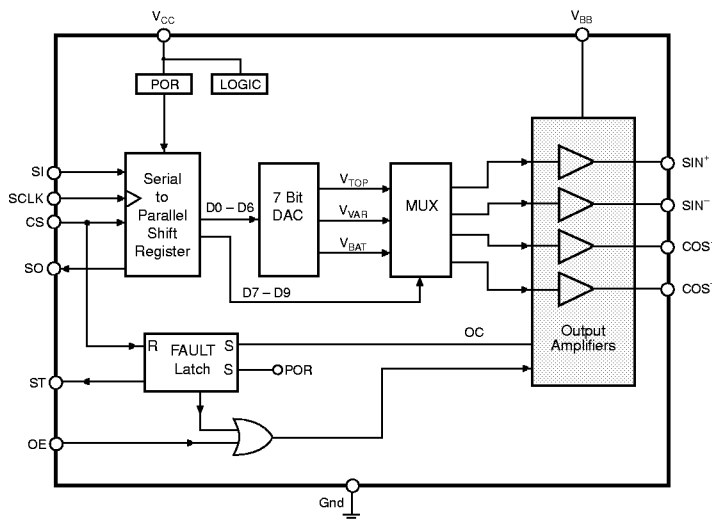 VCC
VBB
POR
LOGIC
SI
SCLK
CS
SO
Serial
to
Parallel
Shift
Register
D0 – D6
7 Bit
DAC
VTOP
VVAR
VBAT
MUX
D7 – D9
SIN+
SIN–
COS
COS
Output
Amplifiers
R
FAULT
Latch
S
S
OC
POR
ST
OE
Gnd